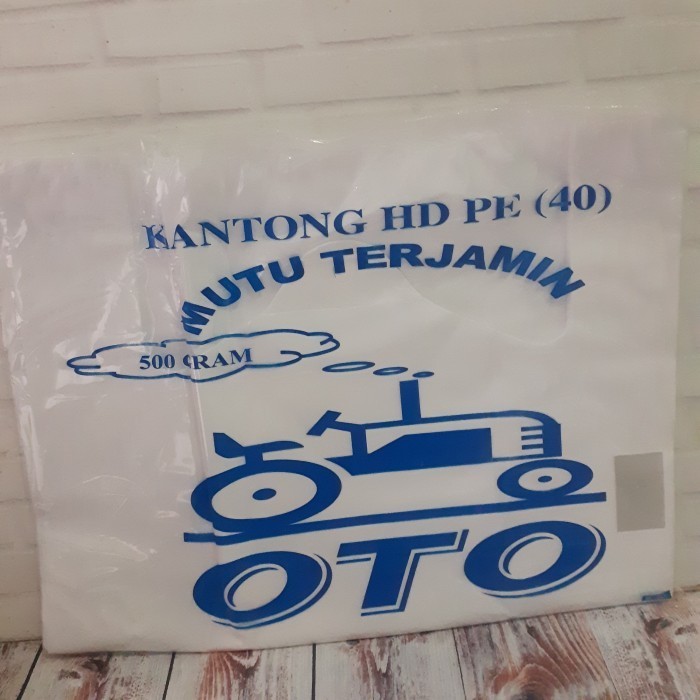 KANTONG HD PE (40)
MUTU TERJAMIN
500 GRAM
OTO